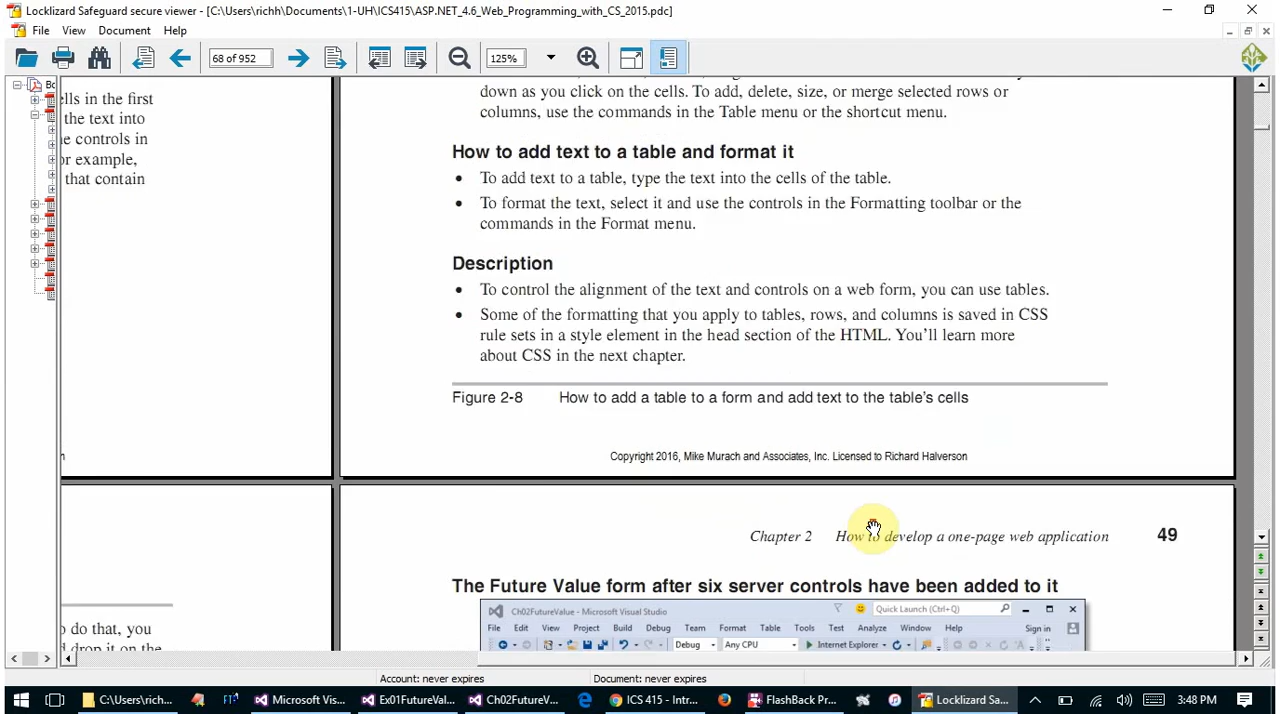 Locklizard Safeguard secure viewer - [C:\Users\richh\Documents\1-UH\ICS415\ASP.NET_4.6_Web_Programming_with_CS_2015.pdc]
File View Document Help
68 of 952
125%
Bo
ells in the first
the text into
e controls in
or example,
that contain
down as you click on the cells. To add, delete, size, or merge selected rows or
columns, use the commands in the Table menu or the shortcut menu.
How to add text to a table and format it
• To add text to a table, type the text into the cells of the table.
• To format the text, select it and use the controls in the Formatting toolbar or the
commands in the Format menu.
Description
• To control the alignment of the text and controls on a web form, you can use tables.
• Some of the formatting that you apply to tables, rows, and columns is saved in CSS
rule sets in a style element in the head section of the HTML. You'll learn more
about CSS in the next chapter.
Figure 2-8 How to add a table to a form and add text to the table's cells
Copyright 2016, Mike Murach and Associates, Inc. Licensed to Richard Halverson
Chapter 2 How to develop a one-page web application 49
The Future Value form after six server controls have been added to it
Ch02FutureValue - Microsoft Visual Studio
Quick Launch (Ctrl+Q)
File Edit View Project Build Debug Team Format Table Tools Test Analyze Window Help Sign in
Debug Any CPU Internet Explorer
o do that, you
d drop it on the
Account: never expires Document: never expires
C:\Users\richh... Microsoft Vis... Ex01FutureVal... Ch02FutureV... ICS 415 - Intr... FlashBack Pr... Locklizard Sa... 3:48 PM